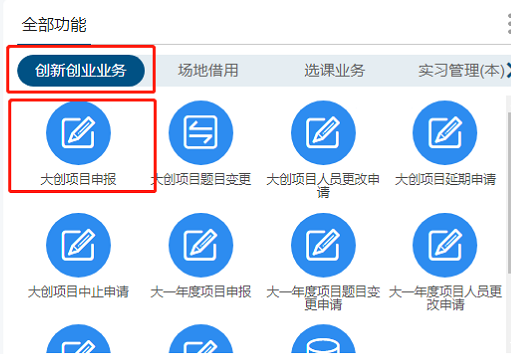 全部功能
创新创业业务 场地借用 选课业务 实习管理(本)
大创项目申报 大创项目题目变更 大创项目人员更改申 大创项目延期申请
请
大创项目中止申请 大一年度项目申报 大一年度项目题目变 大一年度项目人员更
更申请 改申请